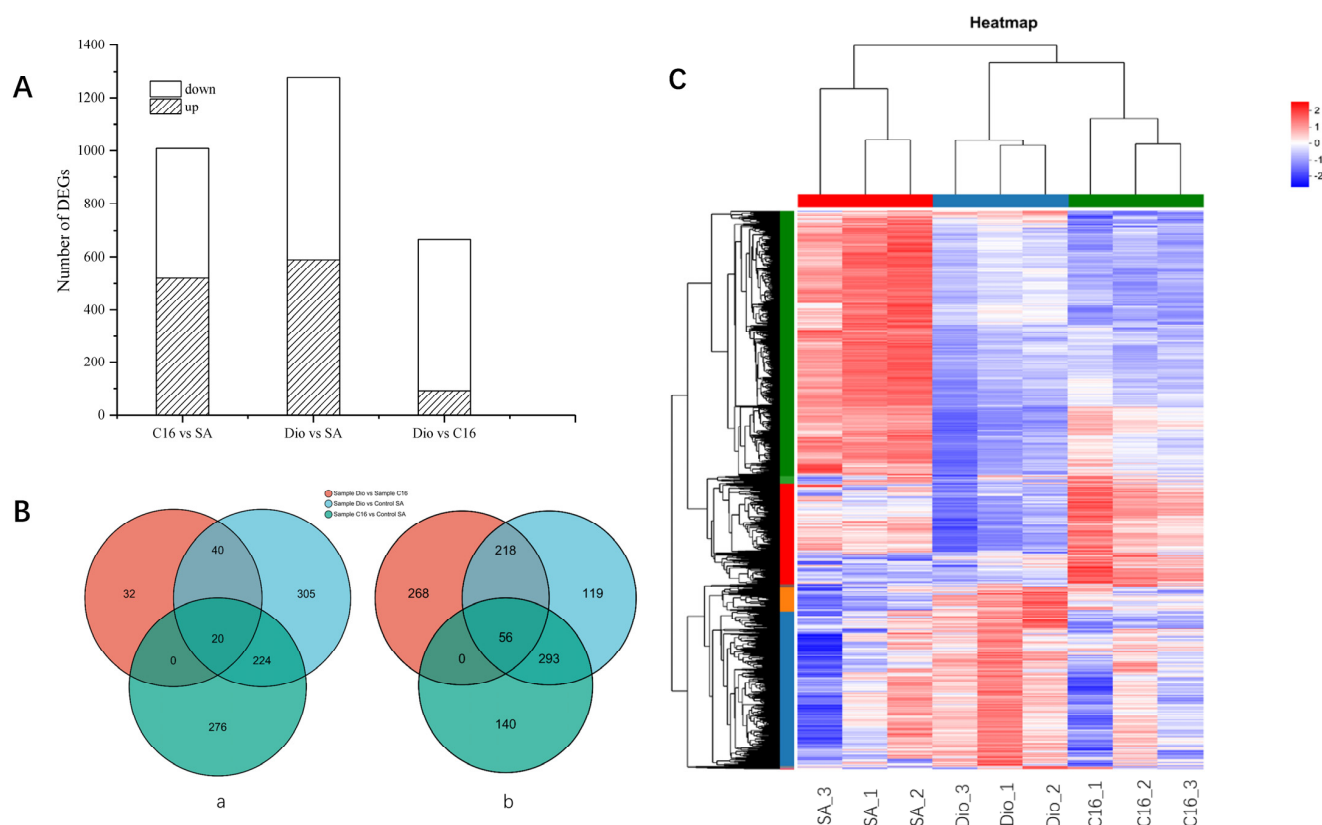 A
1400
1200
1000
800
600
400
200
0
Number of DEGs
down
up
C16 vs SA
Dio vs SA
Dio vs C16
B
Sample Dio vs Sample C16
Sample Dio vs Control SA
Sample C16 vs Control SA
40
32
305
20
0
224
276
a
218
268
119
56
0
293
140
b
C
Heatmap
2
1
0
-1
-2
SA_3
SA_1
SA_2
Dio_3
Dio_1
Dio_2
C16_1
C16_2
C16_3